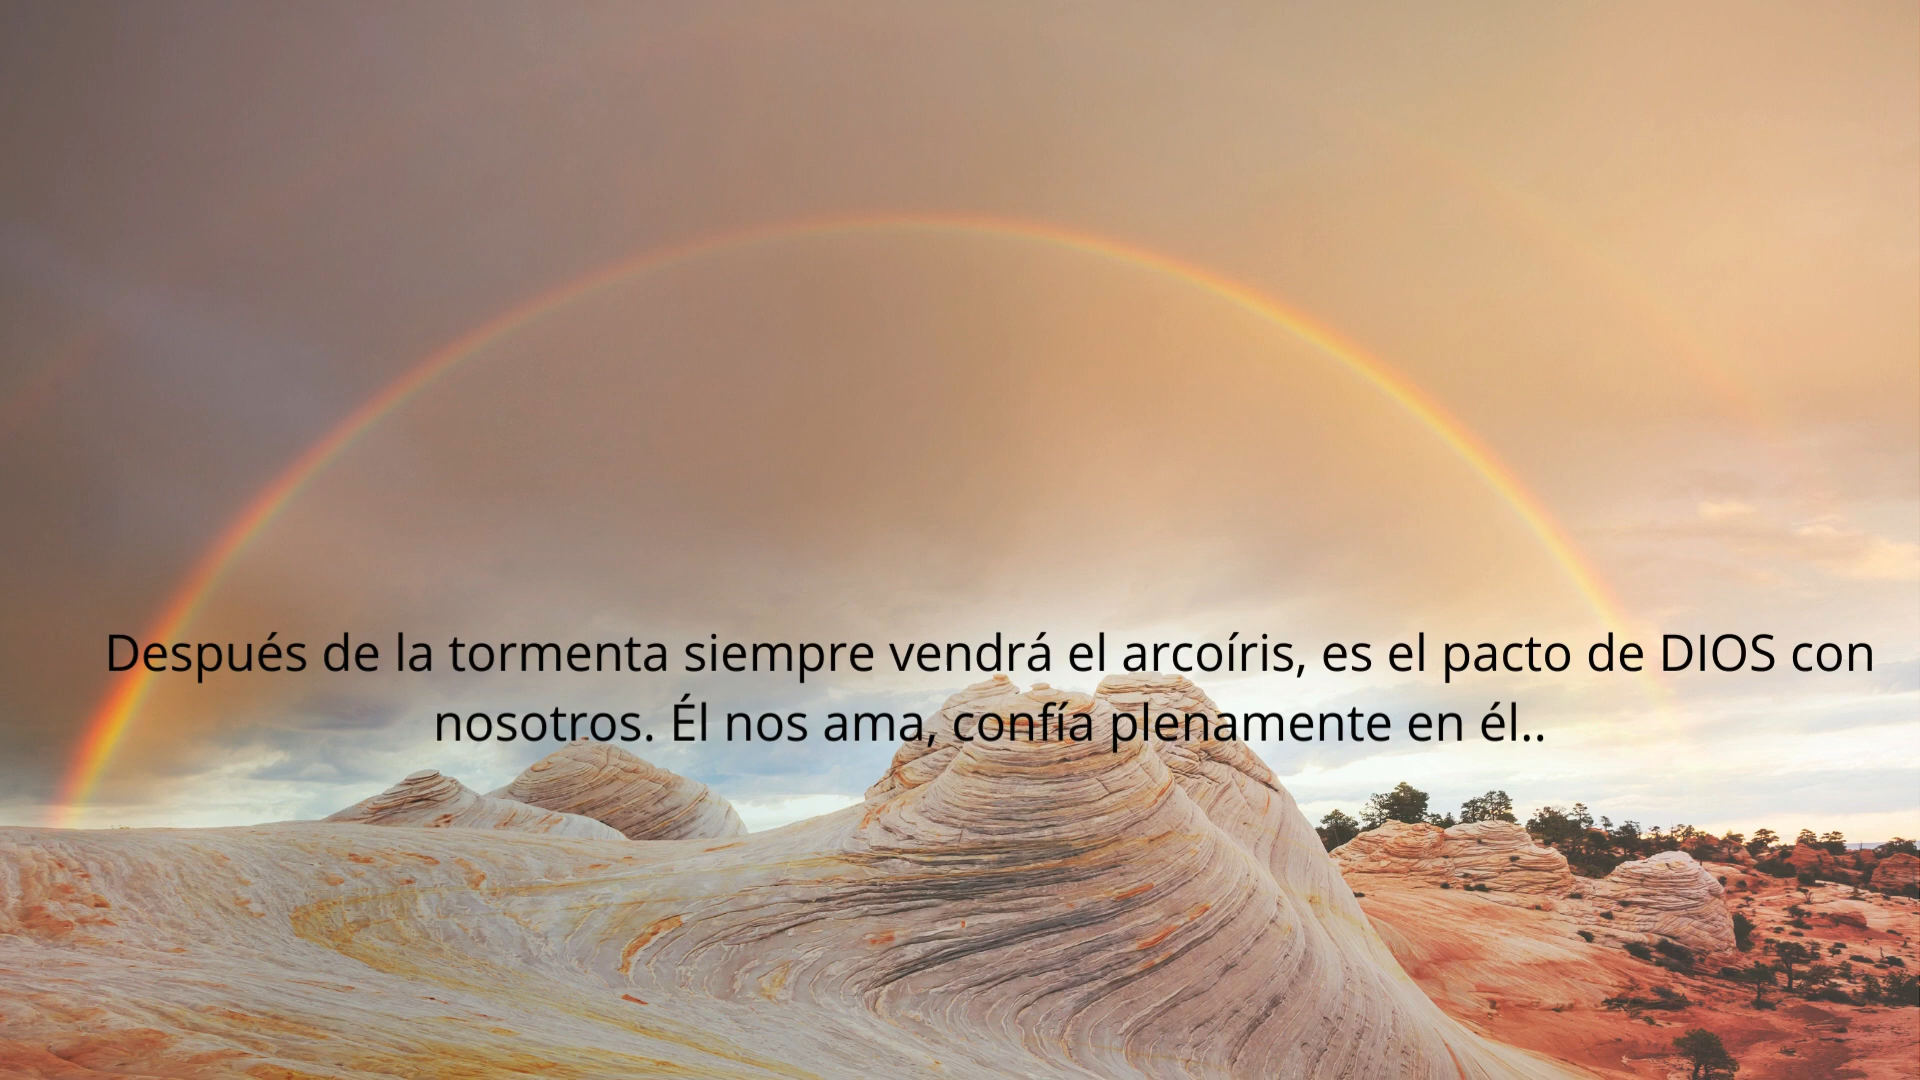 Después de la tormenta siempre vendrá el arcoíris, es el pacto de DIOS con
nosotros. Él nos ama, confía plenamente en él..